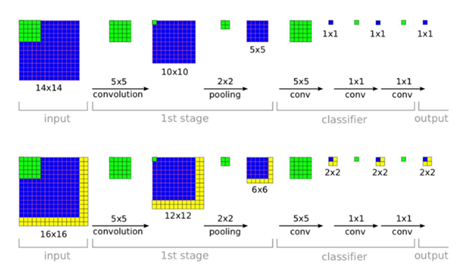 14x14
10x10
5x5
1x1
1x1
1x1
5x5
convolution
2x2
pooling
5x5
conv
1x1
conv
1x1
conv
input
1st stage
classifier
output
16x16
12x12
6x6
2x2
2x2
2x2
5x5
convolution
2x2
pooling
5x5
conv
1x1
conv
1x1
conv
input
1st stage
classifier
output